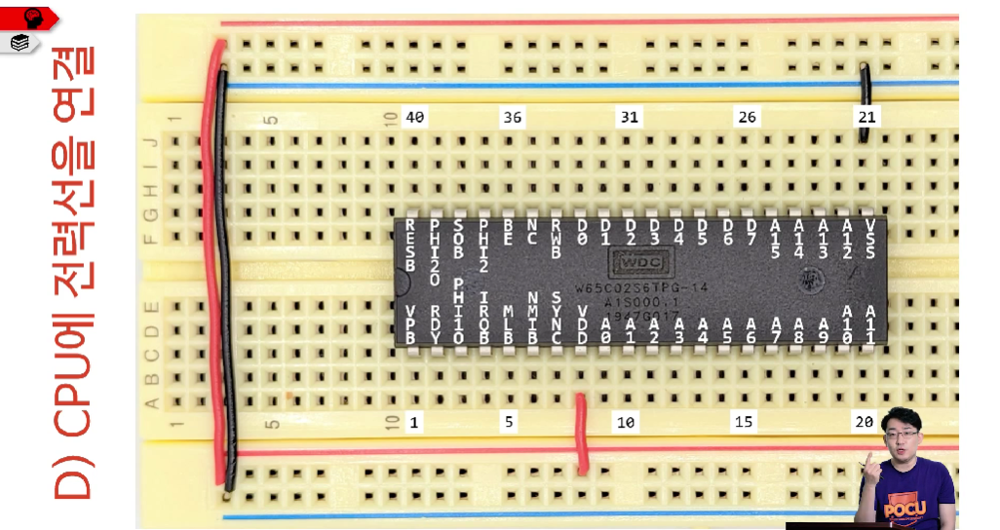 D) CPU에 전력선을 연결
1 5 10 40 36 31 26 21
J
I
H
G
F
RESB PHI2O SOB PHI2 BE NC RWB D0 D1 D2 D3 D4 D5 D6 D7 A15 A14 A13 A12 VSS
WDC
W65C02S6TPG-14
A1S000.1
1947G017
VPB RDY PHI1O IRQB MLB NMIB SYNC VDD A0 A1 A2 A3 A4 A5 A6 A7 A8 A9 A10 A11
E
D
C
B
A
1 5 10 1 5 10 15 20
POCU